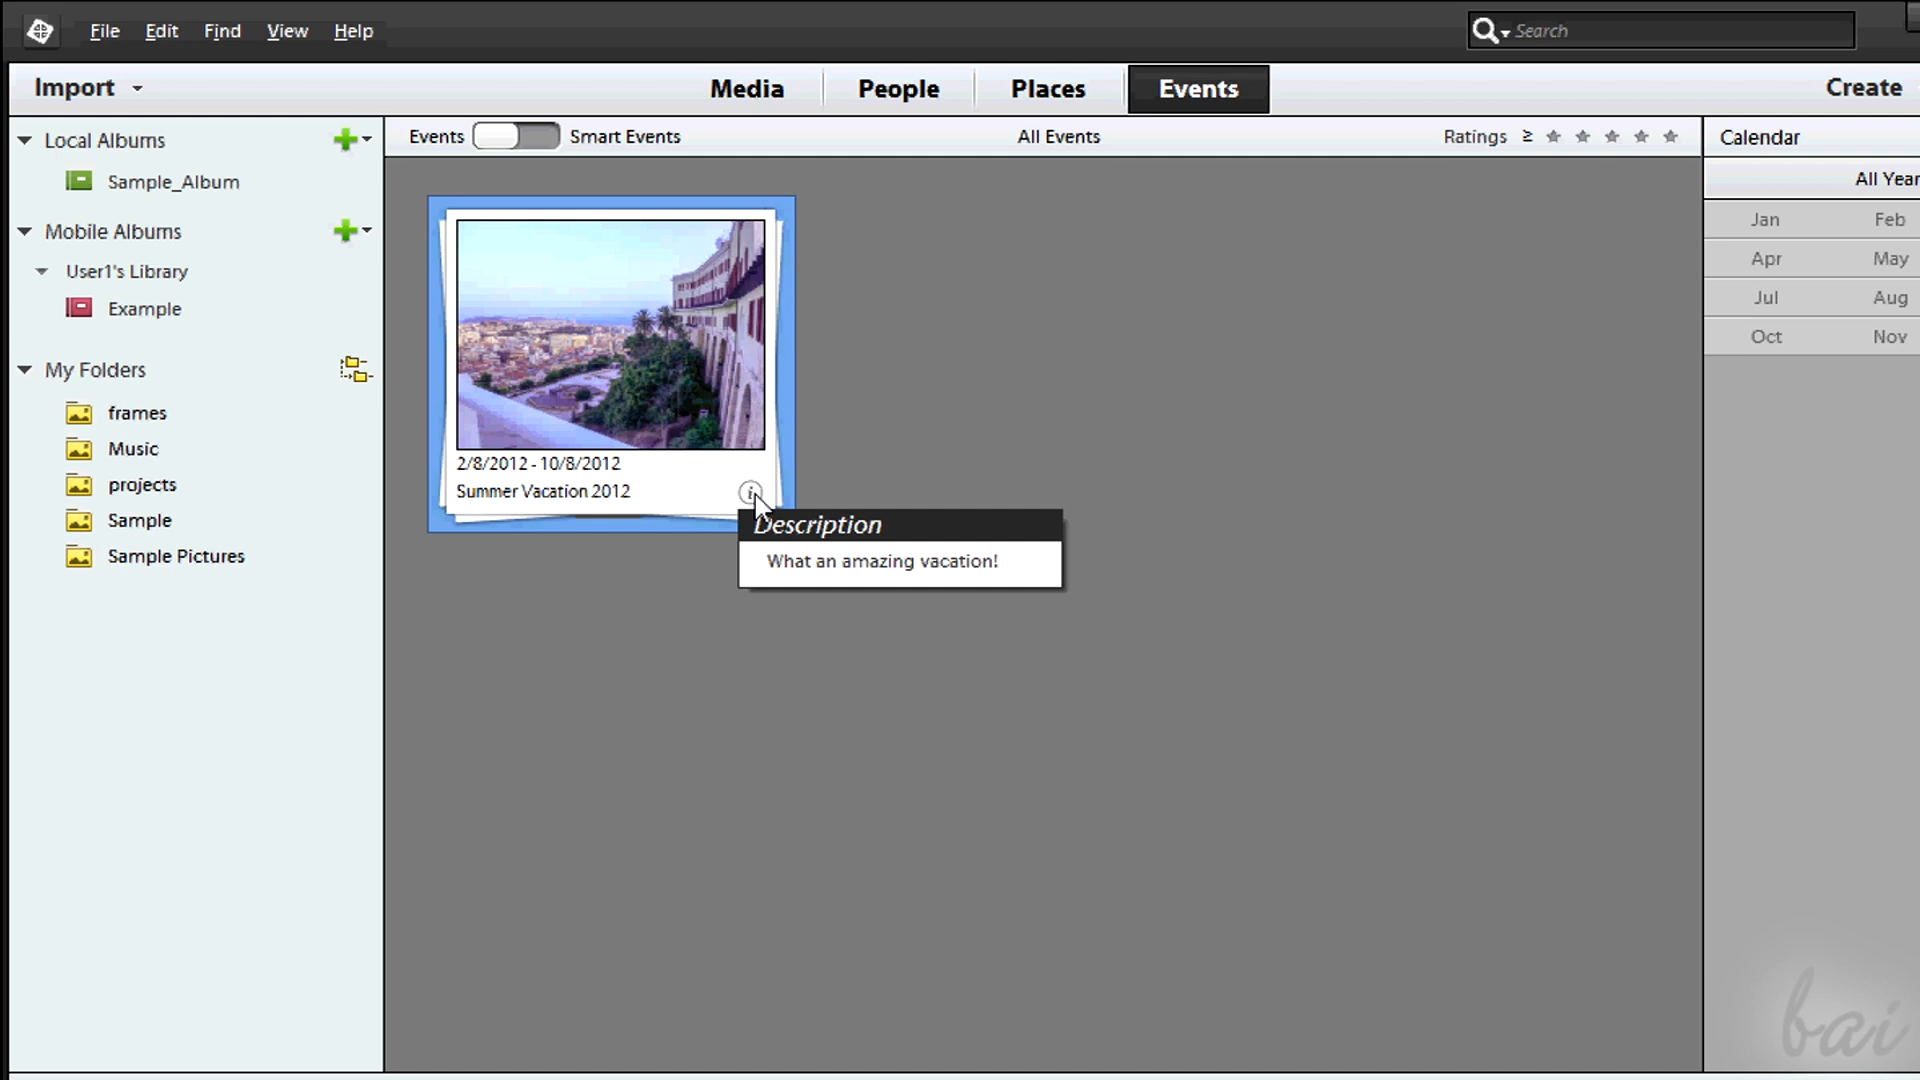 File Edit Find View Help
Search
Import Media People Places Events Create
Local Albums
Sample_Album
Mobile Albums
User1's Library
Example
My Folders
frames
Music
projects
Sample
Sample Pictures
Events Smart Events All Events Ratings ≥
2/8/2012 - 10/8/2012
Summer Vacation 2012
Description
What an amazing vacation!
Calendar
All Year
Jan Feb
Apr May
Jul Aug
Oct Nov
bai